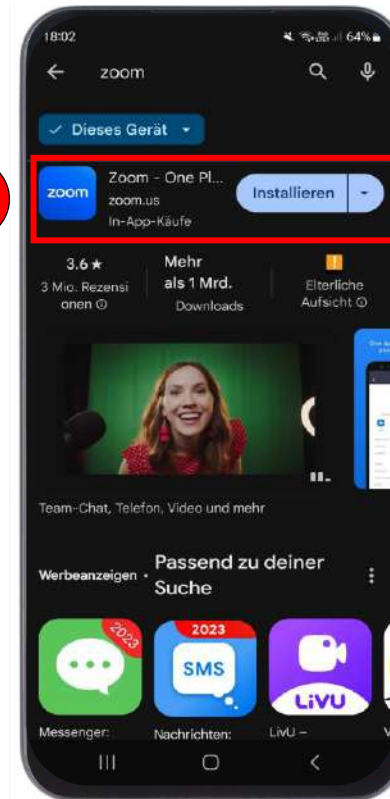 18:02
64%
zoom
Dieses Gerät
zoom
Zoom - One Pl...
zoom.us
In-App-Käufe
Installieren
3.6★
3 Mio. Rezensi
onen
Mehr
als 1 Mrd.
Downloads
Elterliche
Aufsicht
Team-Chat, Telefon, Video und mehr
Werbeanzeigen •
Passend zu deiner
Suche
2023
2023
SMS
LivU
Messenger:
Nachrichten:
LivU –